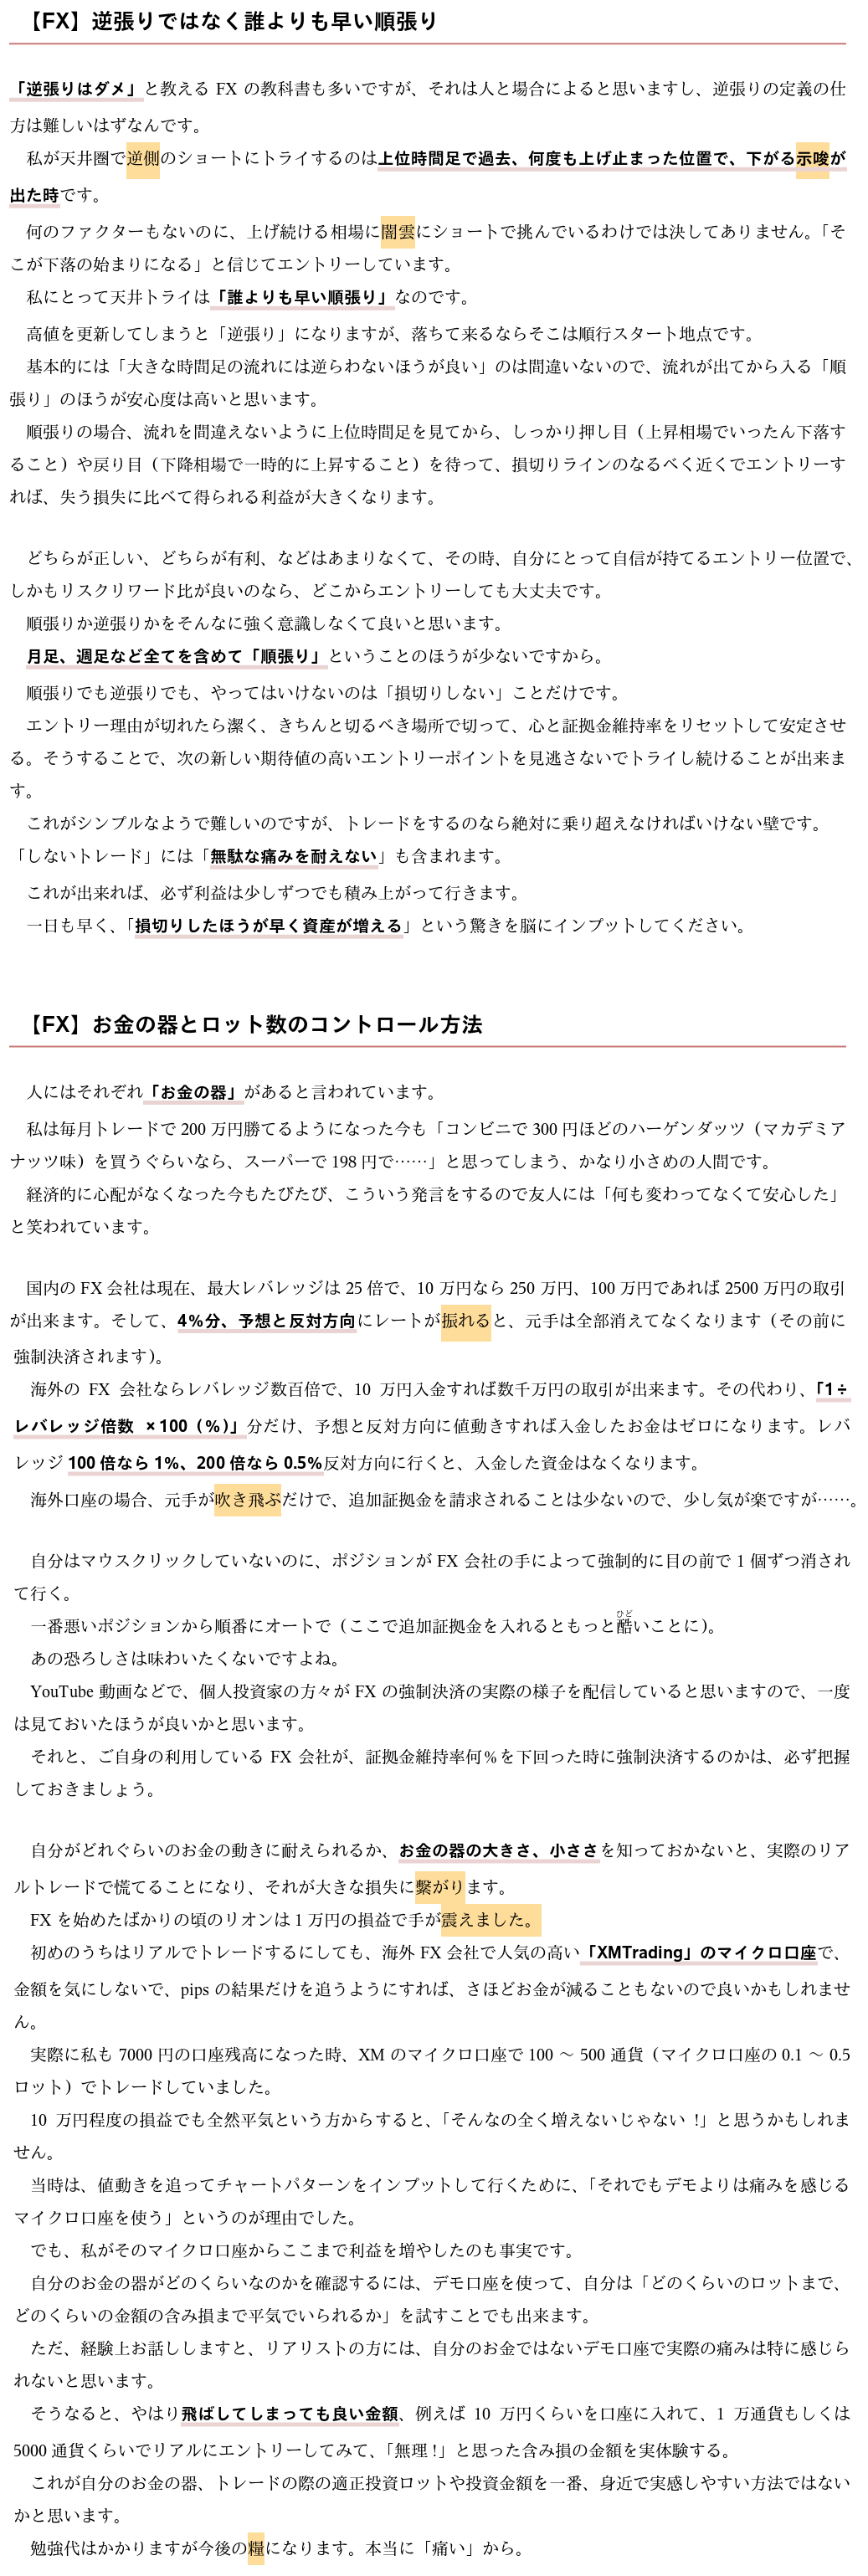 【FX】逆張りではなく誰よりも早い順張り
「逆張りはダメ」と教える FX の教科書も多いですが、それは人と場合によると思いますし、逆張りの定義の仕
方は難しいはずなんです。
私が天井圏で逆側のショートにトライするのは上位時間足で過去、何度も上げ止まった位置で、下がる示唆が
出た時です。
何のファクターもないのに、上げ続ける相場に闇雲にショートで挑んでいるわけでは決してありません。「そ
こが下落の始まりになる」と信じてエントリーしています。
私にとって天井トライは「誰よりも早い順張り」なのです。
高値を更新してしまうと「逆張り」になりますが、落ちて来るならそこは順行スタート地点です。
基本的には「大きな時間足の流れには逆らわないほうが良い」のは間違いないので、流れが出てから入る「順
張り」のほうが安心度は高いと思います。
順張りの場合、流れを間違えないように上位時間足を見てから、しっかり押し目（上昇相場でいったん下落す
ること）や戻り目（下降相場で一時的に上昇すること）を待って、損切りラインのなるべく近くでエントリーす
れば、失う損失に比べて得られる利益が大きくなります。
どちらが正しい、どちらが有利、などはあまりなくて、その時、自分にとって自信が持てるエントリー位置で、
しかもリスクリワード比が良いのなら、どこからエントリーしても大丈夫です。
順張りか逆張りかをそんなに強く意識しなくて良いと思います。
月足、週足など全てを含めて「順張り」ということのほうが少ないですから。
順張りでも逆張りでも、やってはいけないのは「損切りしない」ことだけです。
エントリー理由が切れたら潔く、きちんと切るべき場所で切って、心と証拠金維持率をリセットして安定させ
る。そうすることで、次の新しい期待値の高いエントリーポイントを見逃さないでトライし続けることが出来ま
す。
これがシンプルなようで難しいのですが、トレードをするのなら絶対に乗り超えなければいけない壁です。
「しないトレード」には「無駄な痛みを耐えない」も含まれます。
これが出来れば、必ず利益は少しずつでも積み上がって行きます。
一日も早く、「損切りしたほうが早く資産が増える」という驚きを脳にインプットしてください。
【FX】お金の器とロット数のコントロール方法
人にはそれぞれ「お金の器」があると言われています。
私は毎月トレードで 200 万円勝てるようになった今も「コンビニで 300 円ほどのハーゲンダッツ（マカデミア
ナッツ味）を買うぐらいなら、スーパーで 198 円で……」と思ってしまう、かなり小さめの人間です。
経済的に心配がなくなった今もたびたび、こういう発言をするので友人には「何も変わってなくて安心した」
と笑われています。
国内の FX 会社は現在、最大レバレッジは 25 倍で、10 万円なら 250 万円、100 万円であれば 2500 万円の取引
が出来ます。そして、4%分、予想と反対方向にレートが振れると、元手は全部消えてなくなります（その前に
強制決済されます）。
海外の FX 会社ならレバレッジ数百倍で、10 万円入金すれば数千万円の取引が出来ます。その代わり、「1÷
レバレッジ倍数 ×100（%）」分だけ、予想と反対方向に値動きすれば入金したお金はゼロになります。レバ
レッジ 100 倍なら 1%、200 倍なら 0.5%反対方向に行くと、入金した資金はなくなります。
海外口座の場合、元手が吹き飛ぶだけで、追加証拠金を請求されることは少ないので、少し気が楽ですが……。
自分はマウスクリックしていないのに、ポジションが FX 会社の手によって強制的に目の前で 1 個ずつ消され
て行く。
一番悪いポジションから順番にオートで（ここで追加証拠金を入れるともっと酷いことに）。
あの恐ろしさは味わいたくないですよね。
YouTube 動画などで、個人投資家の方々が FX の強制決済の実際の様子を配信していると思いますので、一度
は見ておいたほうが良いかと思います。
それと、ご自身の利用している FX 会社が、証拠金維持率何％を下回った時に強制決済するのかは、必ず把握
しておきましょう。
自分がどれぐらいのお金の動きに耐えられるか、お金の器の大きさ、小ささを知っておかないと、実際のリア
ルトレードで慌てることになり、それが大きな損失に繋がります。
FX を始めたばかりの頃のリオンは 1 万円の損益で手が震えました。
初めのうちはリアルでトレードするにしても、海外 FX 会社で人気の高い「XMTrading」のマイクロ口座で、
金額を気にしないで、pips の結果だけを追うようにすれば、さほどお金が減ることもないので良いかもしれませ
ん。
実際に私も 7000 円の口座残高になった時、XM のマイクロ口座で 100 ～ 500 通貨（マイクロ口座の 0.1 ～ 0.5
ロット）でトレードしていました。
10 万円程度の損益でも全然平気という方からすると、「そんなの全く増えないじゃない !」と思うかもしれま
せん。
当時は、値動きを追ってチャートパターンをインプットして行くために、「それでもデモよりは痛みを感じる
マイクロ口座を使う」というのが理由でした。
でも、私がそのマイクロ口座からここまで利益を増やしたのも事実です。
自分のお金の器がどのくらいなのかを確認するには、デモ口座を使って、自分は「どのくらいのロットまで、
どのくらいの金額の含み損まで平気でいられるか」を試すことでも出来ます。
ただ、経験上お話ししますと、リアリストの方には、自分のお金ではないデモ口座で実際の痛みは特に感じら
れないと思います。
そうなると、やはり飛ばしてしまっても良い金額、例えば 10 万円くらいを口座に入れて、1 万通貨もしくは
5000 通貨くらいでリアルにエントリーしてみて、「無理 !」と思った含み損の金額を実体験する。
これが自分のお金の器、トレードの際の適正投資ロットや投資金額を一番、身近で実感しやすい方法ではない
かと思います。
勉強代はかかりますが今後の糧になります。本当に「痛い」から。